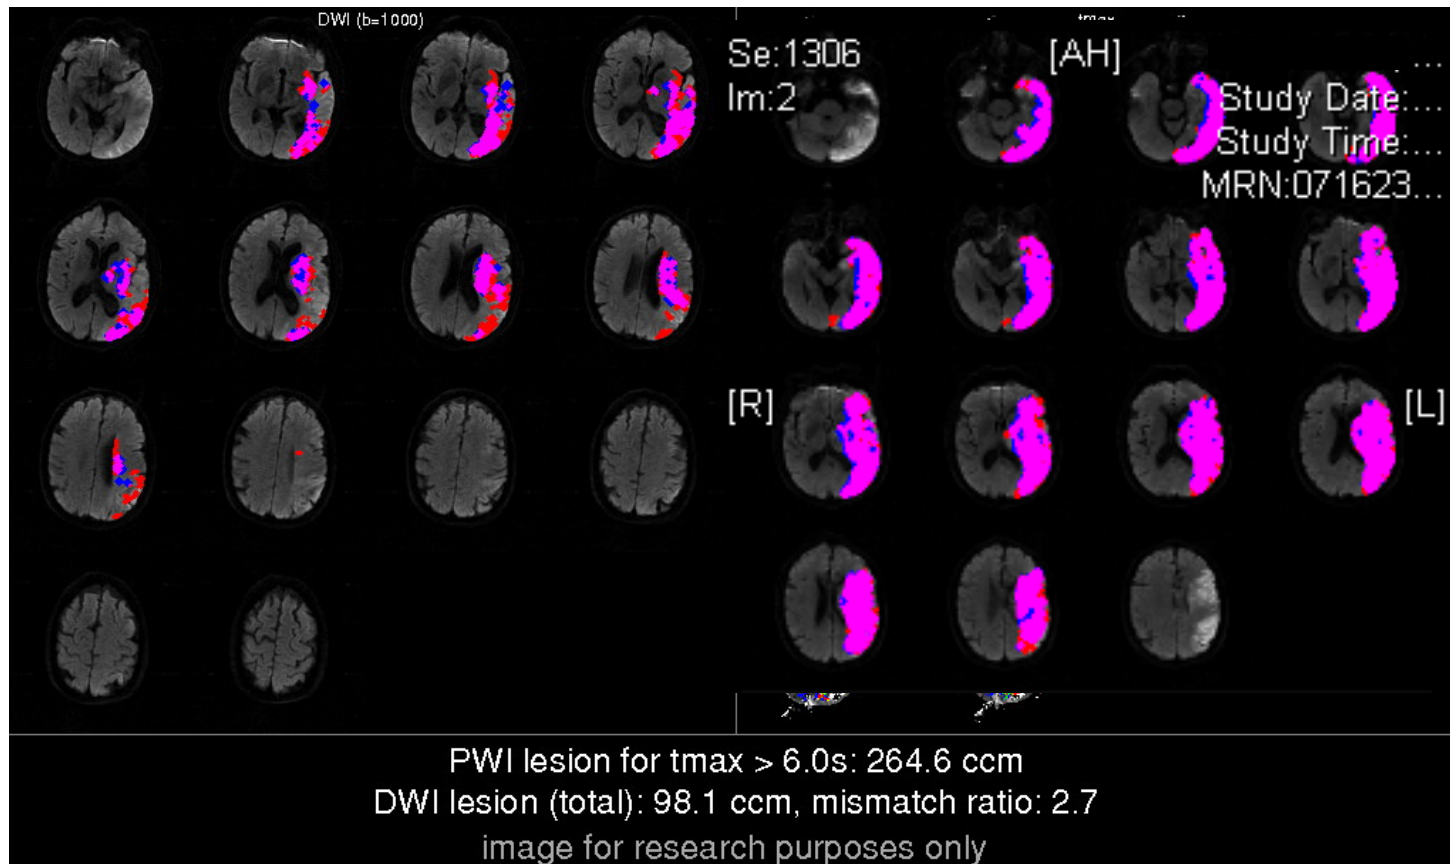 DWI (b=1000)
Se:1306
[AH]
...
Im:2
Study Date:...
Study Time:...
MRN:071623...
[R]
[L]
PWI lesion for tmax > 6.0s: 264.6 ccm
DWI lesion (total): 98.1 ccm, mismatch ratio: 2.7
image for research purposes only